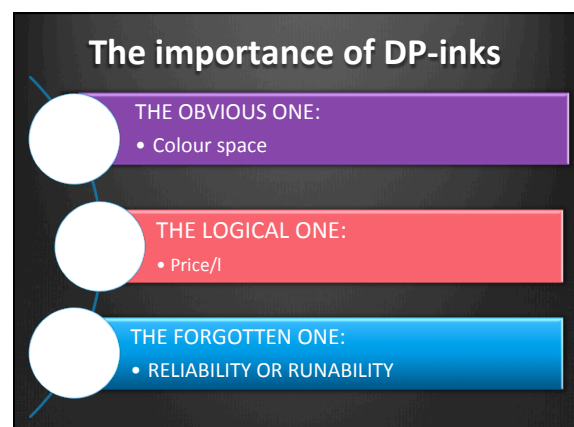 The importance of DP-inks
THE OBVIOUS ONE:
• Colour space
THE LOGICAL ONE:
• Price/l
THE FORGOTTEN ONE:
• RELIABILITY OR RUNABILITY